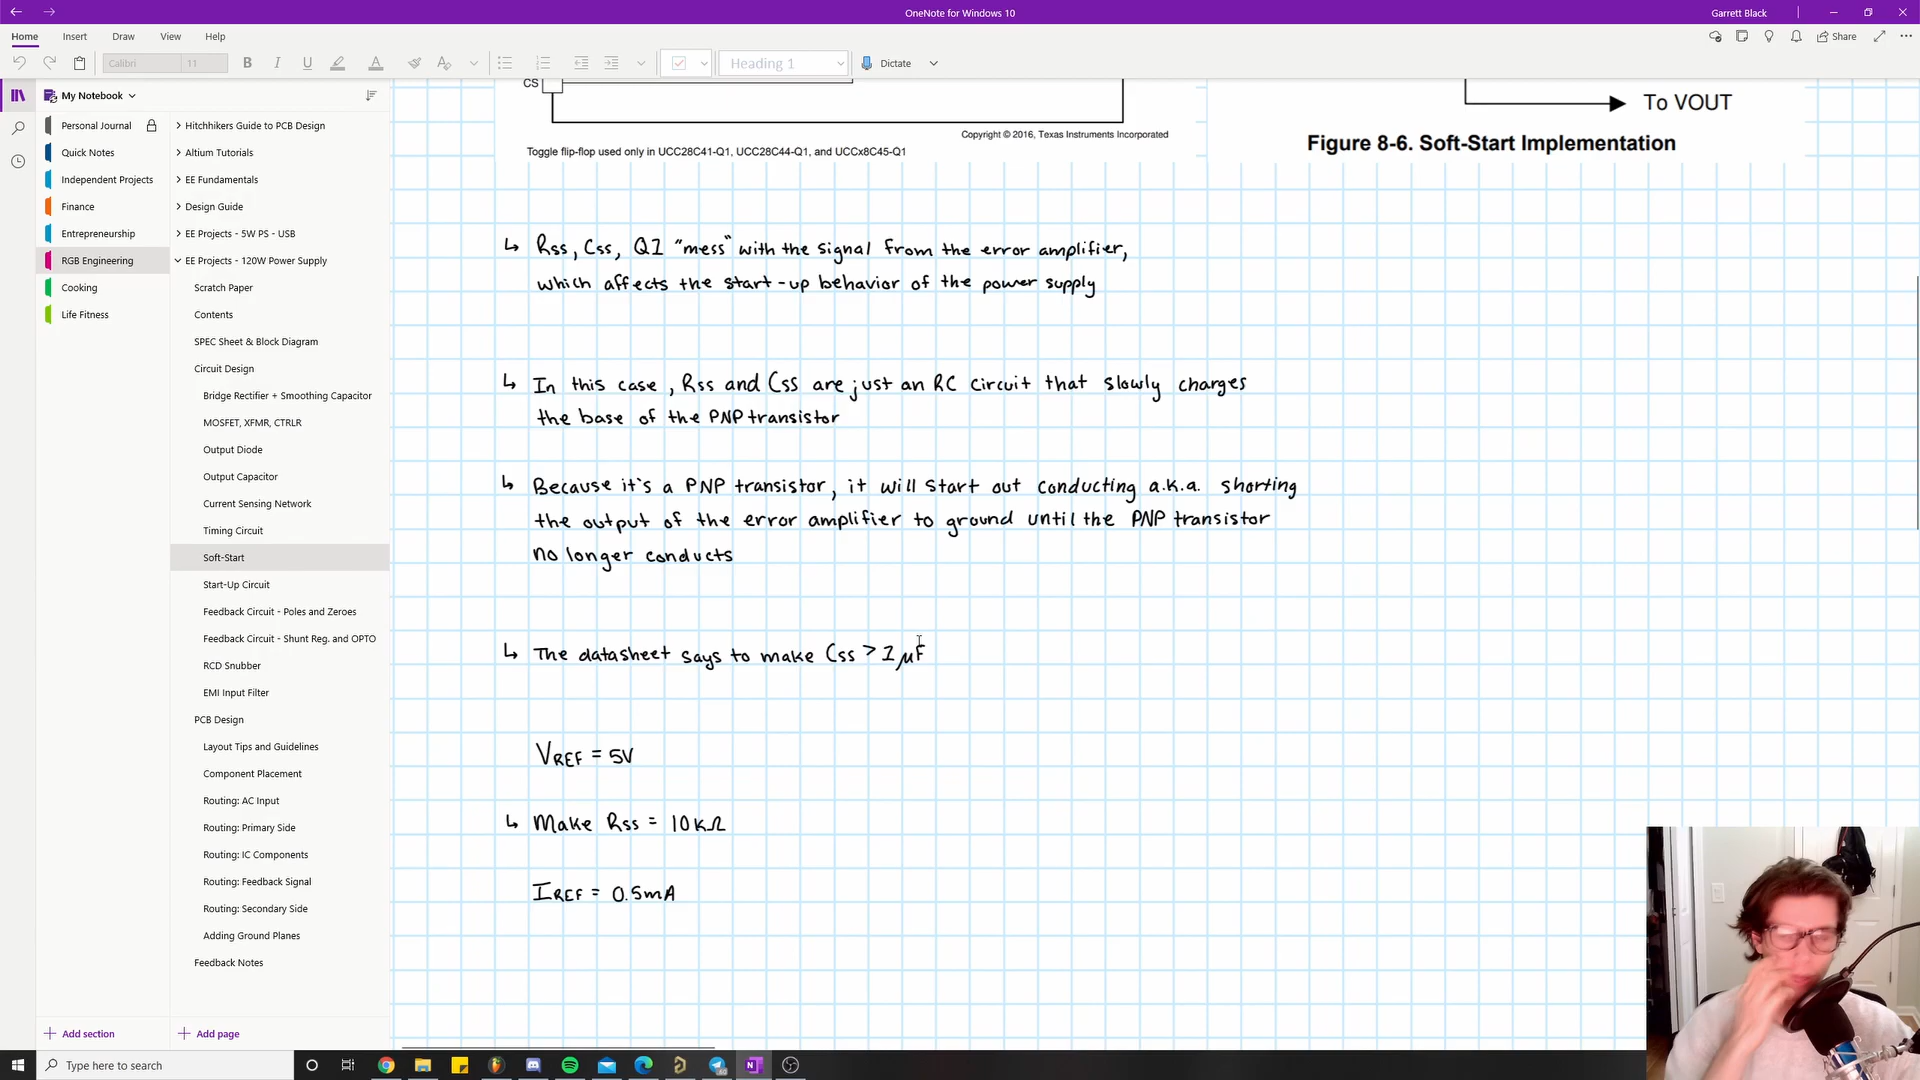 OneNote for Windows 10
Garrett Black
Home
Insert
Draw
View
Help
Share
Calibri
11
B
I
U
A
Heading 1
Dictate
My Notebook
Personal Journal
Quick Notes
Independent Projects
Finance
Entrepreneurship
RGB Engineering
Cooking
Life Fitness
Add section
Hitchhikers Guide to PCB Design
Altium Tutorials
EE Fundamentals
Design Guide
EE Projects - 5W PS - USB
EE Projects - 120W Power Supply
Scratch Paper
Contents
SPEC Sheet & Block Diagram
Circuit Design
Bridge Rectifier + Smoothing Capacitor
MOSFET, XFMR, CTRLR
Output Diode
Output Capacitor
Current Sensing Network
Timing Circuit
Soft-Start
Start-Up Circuit
Feedback Circuit - Poles and Zeroes
Feedback Circuit - Shunt Reg. and OPTO
RCD Snubber
EMI Input Filter
PCB Design
Layout Tips and Guidelines
Component Placement
Routing: AC Input
Routing: Primary Side
Routing: IC Components
Routing: Feedback Signal
Routing: Secondary Side
Adding Ground Planes
Feedback Notes
Add page
CS
Copyright © 2016, Texas Instruments Incorporated
Toggle flip-flop used only in UCC28C41-Q1, UCC28C44-Q1, and UCCx8C45-Q1
To VOUT
Figure 8-6. Soft-Start Implementation
↳ Rss, Css, Q1 "mess" with the signal from the error amplifier,
which affects the start-up behavior of the power supply
↳ In this case, Rss and Css are just an RC circuit that slowly charges
the base of the PNP transistor
↳ Because it's a PNP transistor, it will start out conducting a.k.a. shorting
the output of the error amplifier to ground until the PNP transistor
no longer conducts
↳ The datasheet says to make Css > 1 µF
VREF = 5V
↳ Make Rss = 10kΩ
IREF = 0.5mA
Type here to search